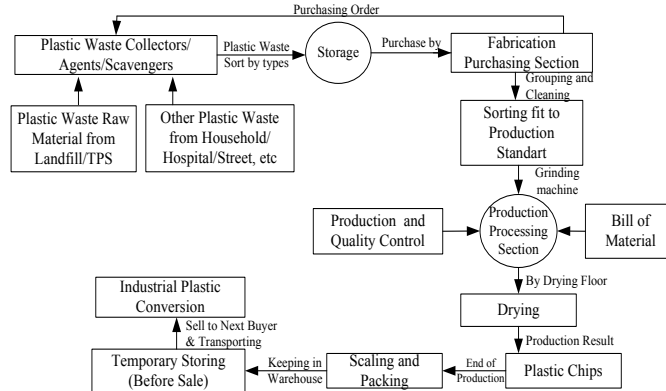 Purchasing Order
Plastic Waste Collectors/
Agents/Scavengers
Plastic Waste
Sort by types
Storage
Purchase by
Fabrication
Purchasing Section
Grouping and
Cleaning
Plastic Waste Raw
Material from
Landfill/TPS
Other Plastic Waste
from Household/
Hospital/Street, etc
Sorting fit to
Production
Standart
Grinding
machine
Production and
Quality Control
Production
Processing
Section
Bill of
Material
By Drying Floor
Industrial Plastic
Conversion
Drying
Sell to Next Buyer
& Transporting
Production Result
Temporary Storing
(Before Sale)
Keeping in
Warehouse
Scaling and
Packing
End of
Production
Plastic Chips